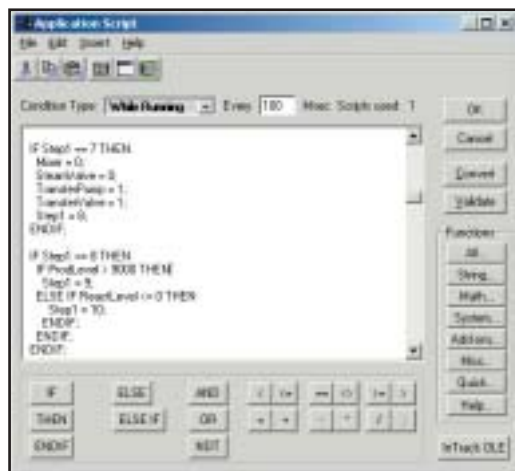 Application Script
File Edit Insert Help
Condition Type: While Running Every 100 Msec. Scripts used: 1
OK
Cancel
Convert
Validate
IF Step1 == 7 THEN
Mixer = 0;
SteamValve = 0;
TransferPump = 1;
TransferValve = 1;
Step1 = 8;
ENDIF;
IF Step1 == 8 THEN
IF ProdLevel > 9000 THEN
Step1 = 9;
ELSE IF ReactLevel <= 0 THEN
Step1 = 10;
ENDIF;
ENDIF;
ENDIF;
Functions
All...
String...
Math...
System...
Add-ons...
Misc...
Quick...
Help...
IF ELSE AND
THEN ELSE IF OR
ENDIF NOT
InTrack OLE